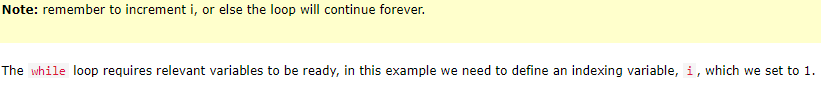 Note: remember to increment i, or else the loop will continue forever.
The while loop requires relevant variables to be ready, in this example we need to define an indexing variable, i, which we set to 1.